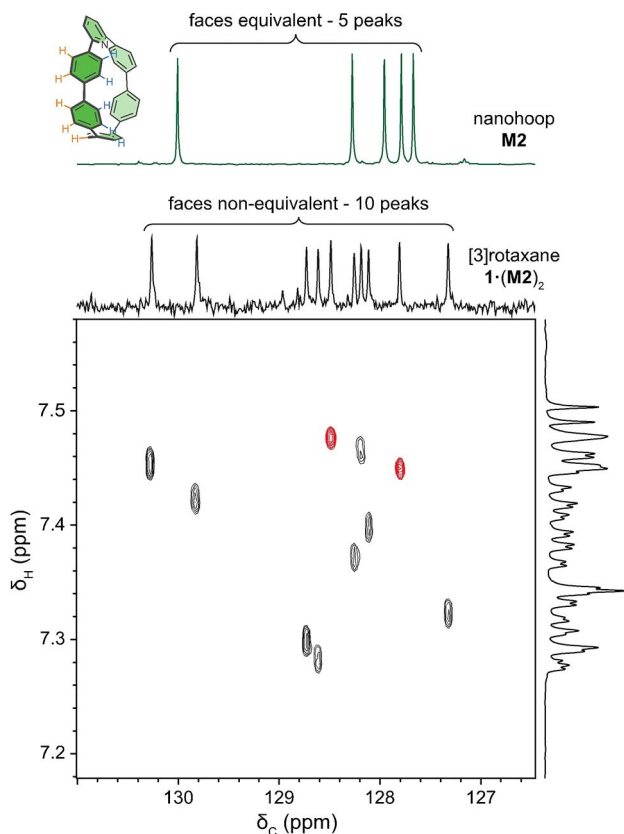 faces equivalent - 5 peaks
N
H H
H H
H H
H H
H H
nanohoop
M2
faces non-equivalent - 10 peaks
[3]rotaxane
1·(M2)₂
7.5
7.4
7.3
7.2
δH (ppm)
130 129 128 127
δC (ppm)